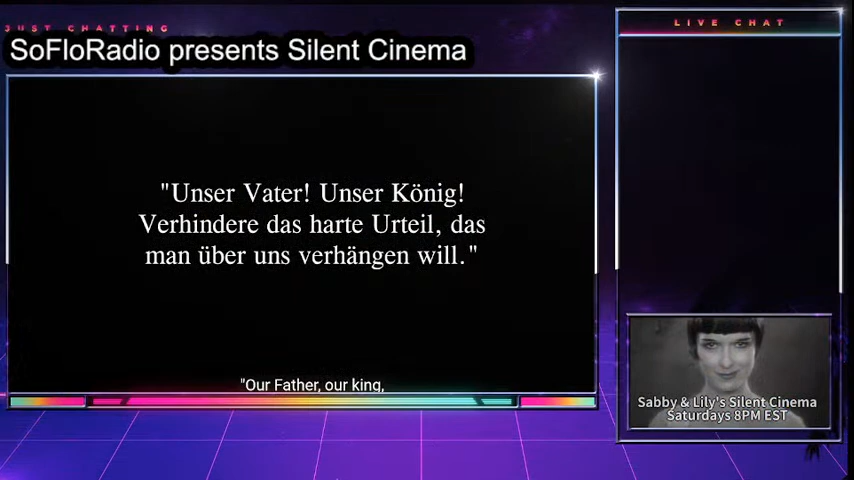 JUST CHATTING
SoFloRadio presents Silent Cinema
LIVE CHAT
"Unser Vater! Unser König!
Verhindere das harte Urteil, das
man über uns verhängen will."
"Our Father, our king,
Sabby & Lily's Silent Cinema
Saturdays 8PM EST